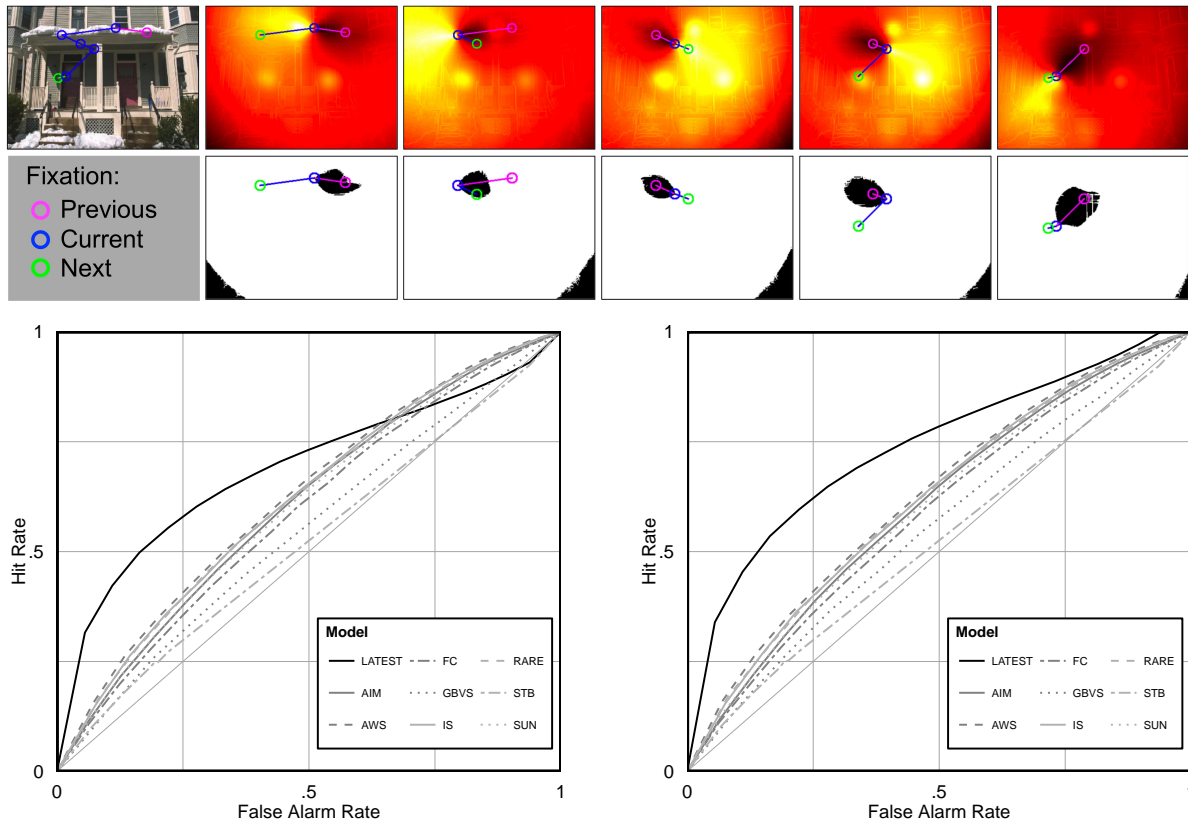 Fixation:
Previous
Current
Next
1
.5
0
Hit Rate
0
.5
1
False Alarm Rate
Model
LATEST FC RARE
AIM GBVS STB
AWS IS SUN
1
.5
0
Hit Rate
0
.5
1
False Alarm Rate
Model
LATEST FC RARE
AIM GBVS STB
AWS IS SUN